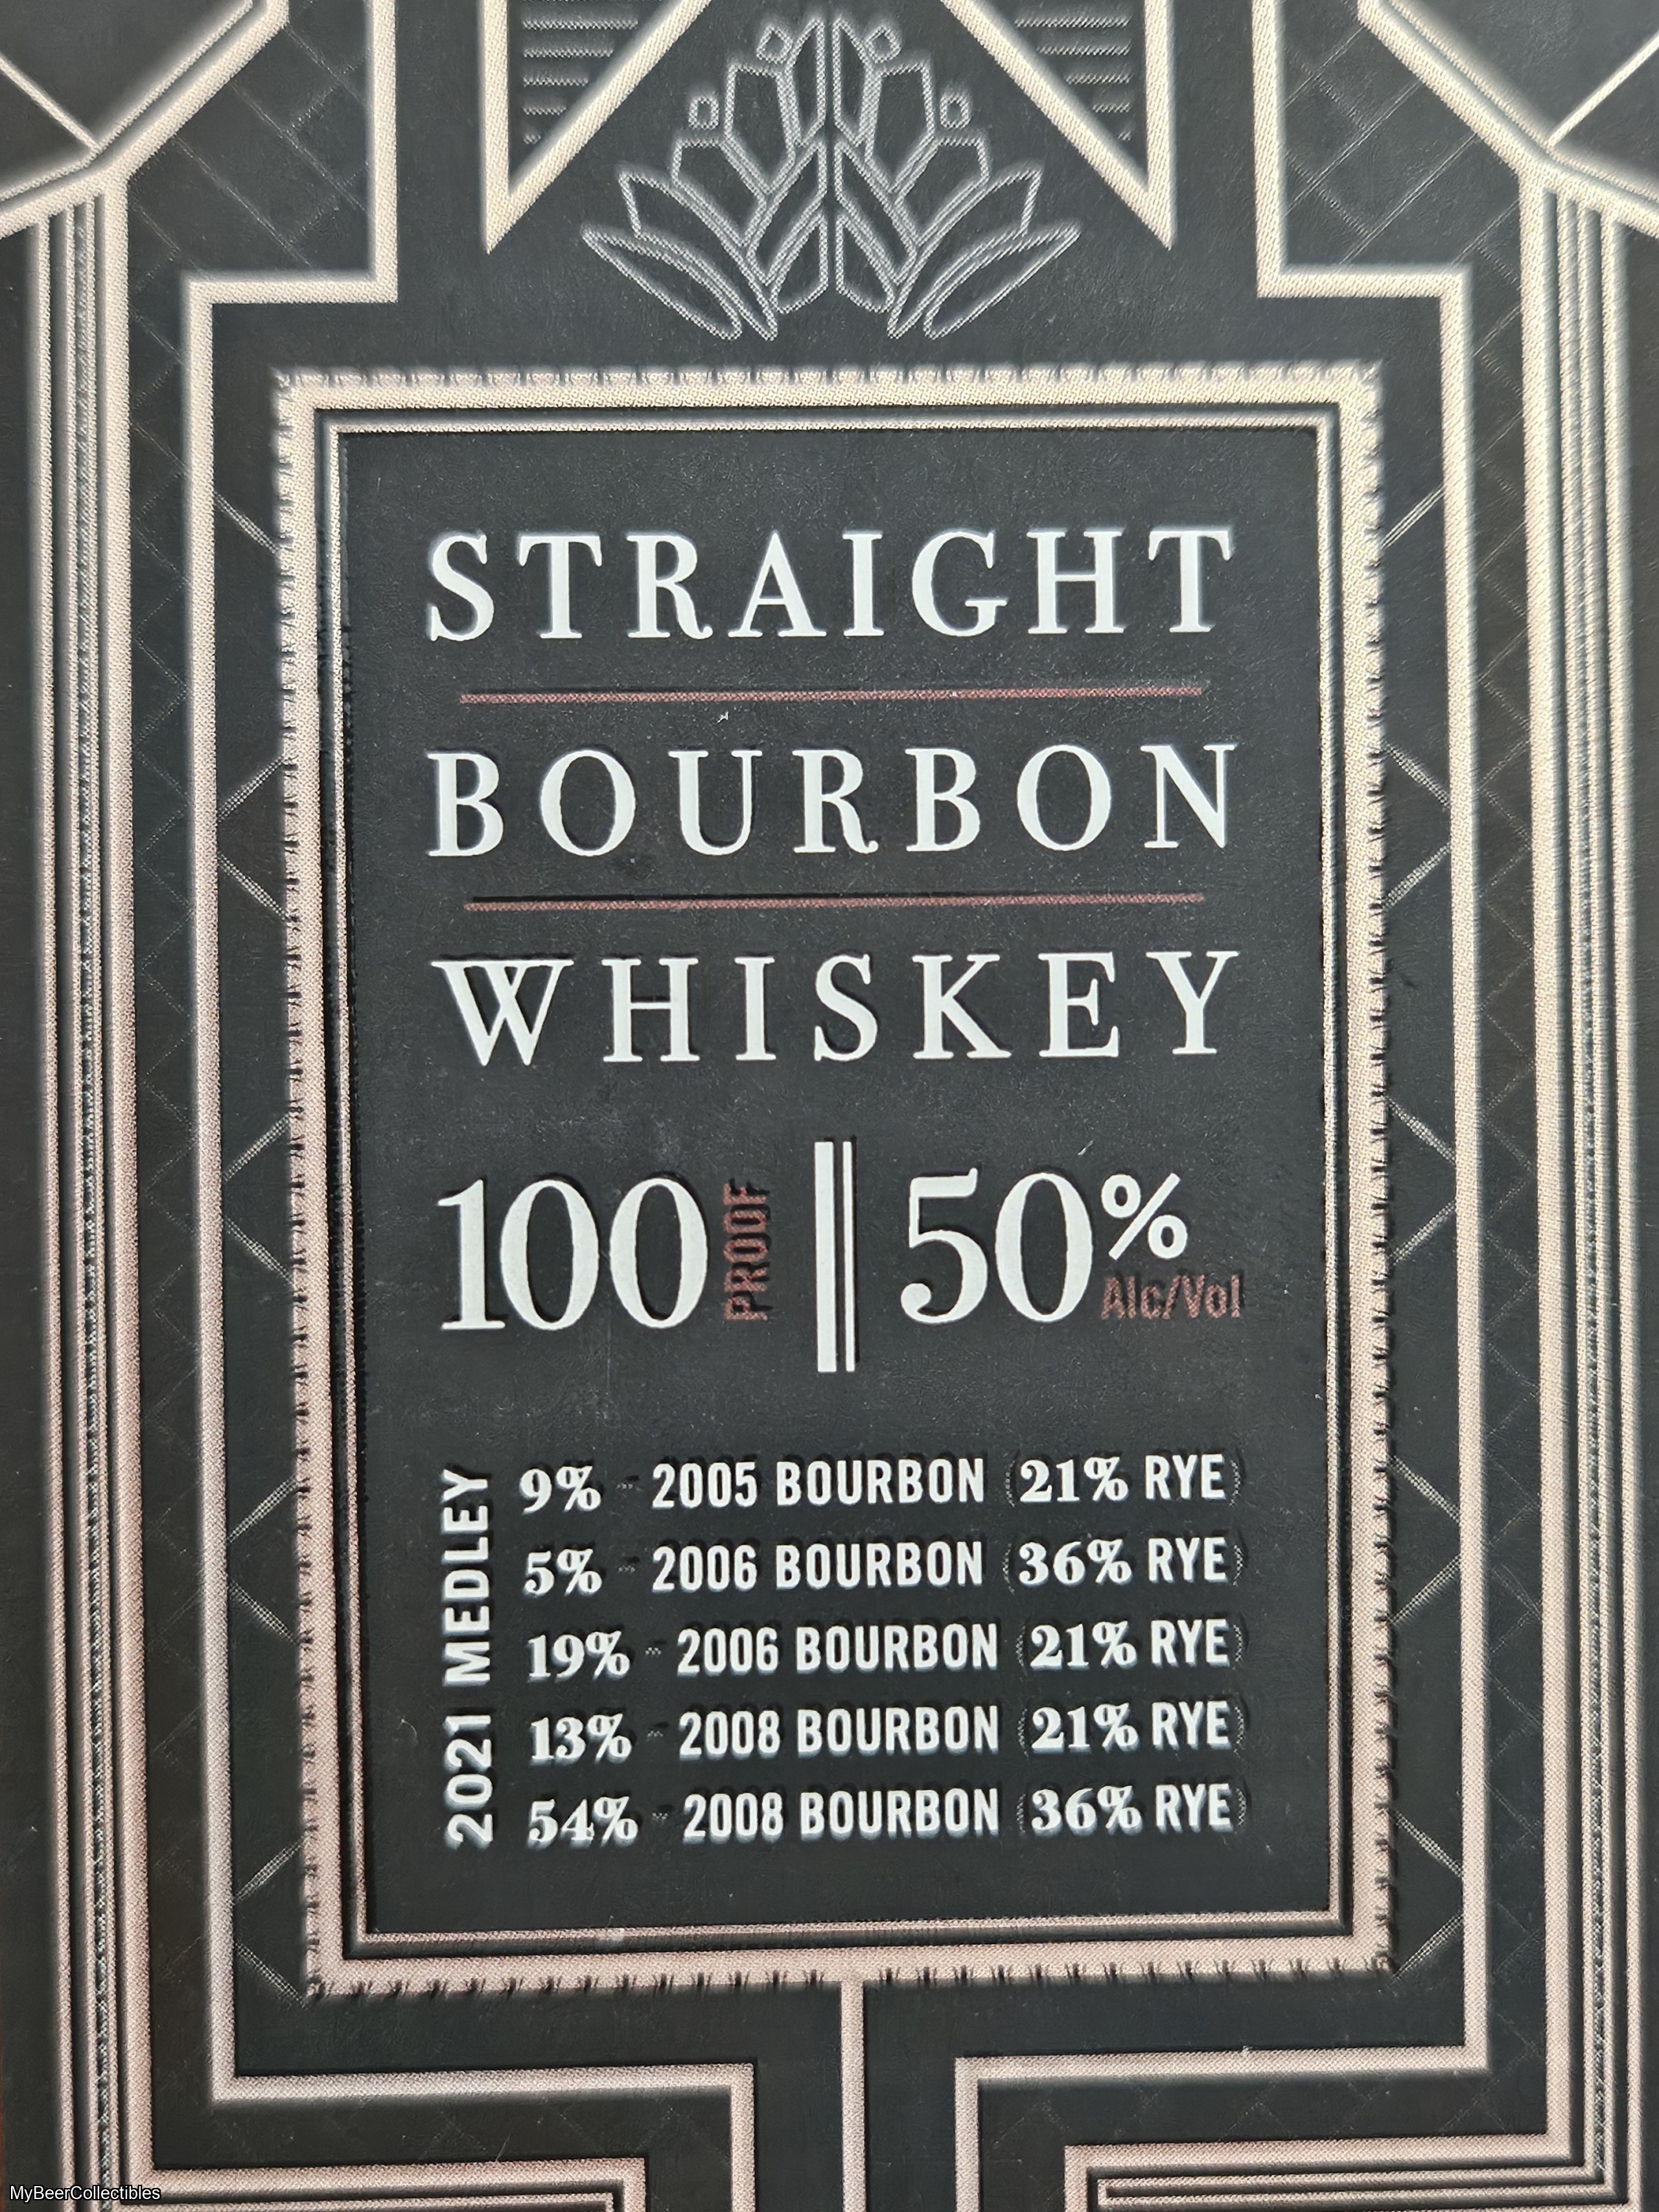 STRAIGHT
BOURBON
WHISKEY
100 PROOF 50% Alc/Vol
2021 MEDLEY
9% - 2005 BOURBON (21% RYE)
5% - 2006 BOURBON (36% RYE)
19% - 2006 BOURBON (21% RYE)
13% - 2008 BOURBON (21% RYE)
54% - 2008 BOURBON (36% RYE)
MyBeerCollectibles